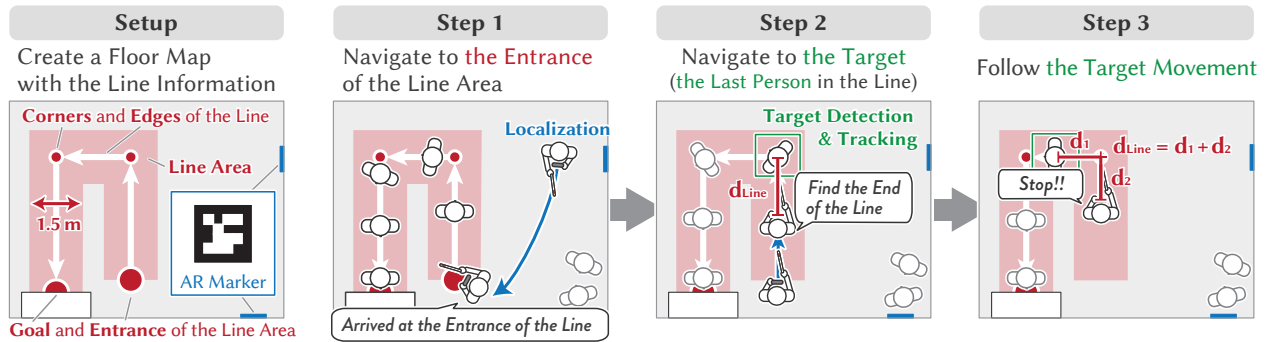 Setup
Create a Floor Map
with the Line Information
Corners and Edges of the Line
Line Area
1.5 m
AR Marker
Goal and Entrance of the Line Area
Step 1
Navigate to the Entrance
of the Line Area
Localization
Arrived at the Entrance of the Line
Step 2
Navigate to the Target
(the Last Person in the Line)
Target Detection
& Tracking
dLine
Find the End
of the Line
Step 3
Follow the Target Movement
d1
dLine = d1 + d2
d2
Stop!!